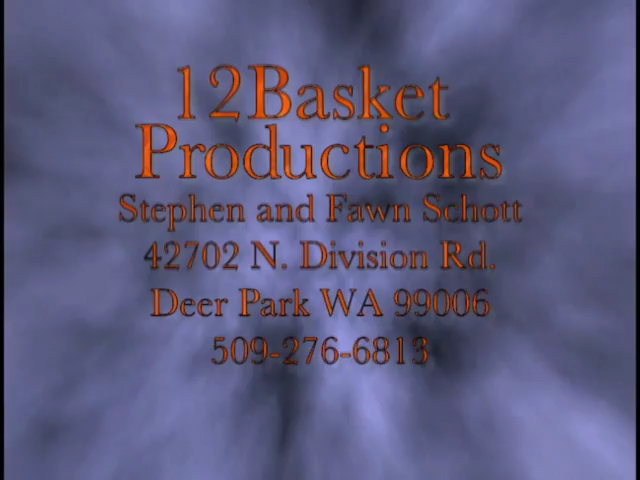 12Basket
Productions
Stephen and Fawn Schott
42702 N. Division Rd.
Deer Park WA 99006
509-276-6813